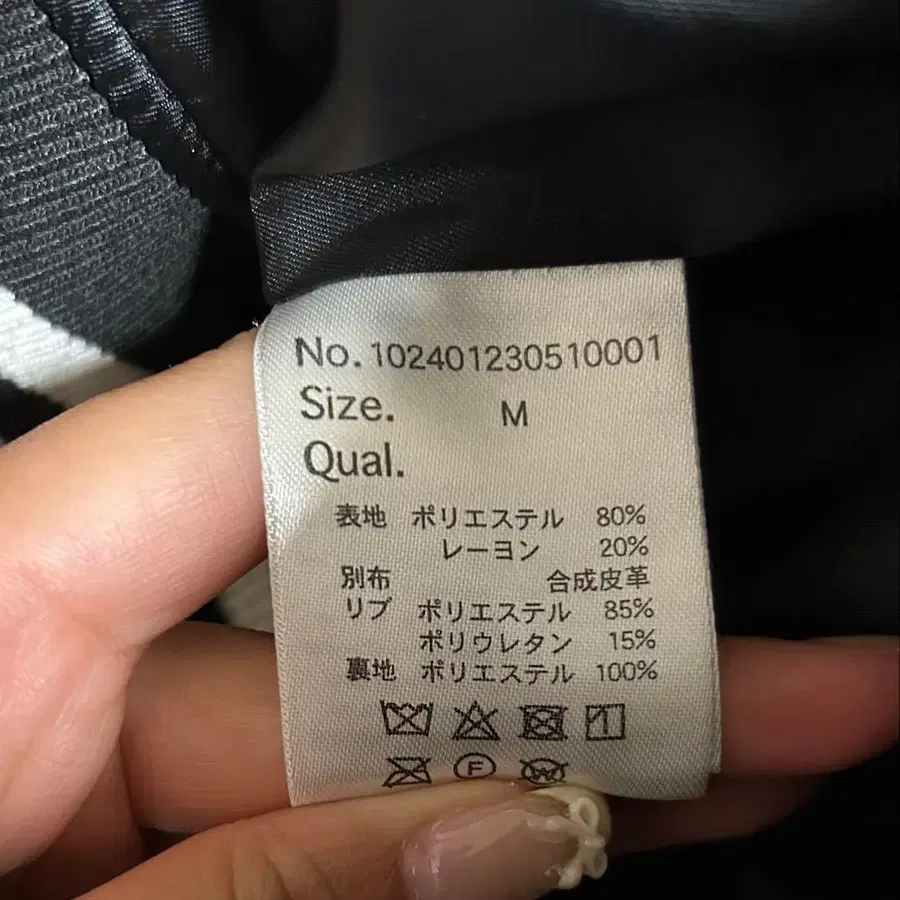 No. 102401230510001
Size. M
Qual.
表地 ポリエステル 80%
レーヨン 20%
別布 合成皮革
リブ ポリエステル 85%
ポリウレタン 15%
裏地 ポリエステル 100%
F
W